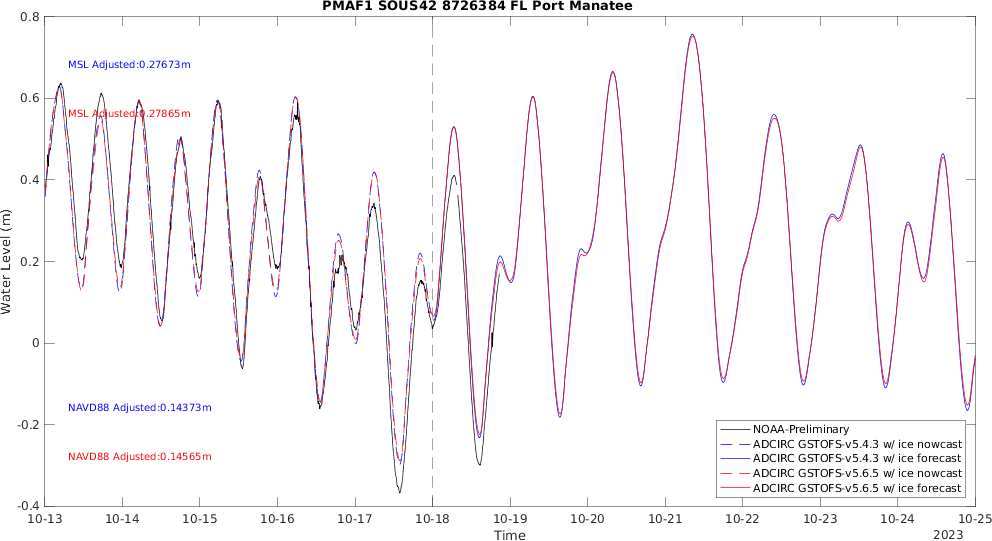 PMAF1 SOUS42 8726384 FL Port Manatee
0.8
0.6
0.4
0.2
0
-0.2
-0.4
Water Level (m)
MSL Adjusted:0.27673m
MSL Adjusted:0.27865m
NAVD88 Adjusted:0.14373m
NAVD88 Adjusted:0.14565m
NOAA-Preliminary
ADCIRC GSTOFS-v5.4.3 w/ ice nowcast
ADCIRC GSTOFS-v5.4.3 w/ ice forecast
ADCIRC GSTOFS-v5.6.5 w/ ice nowcast
ADCIRC GSTOFS-v5.6.5 w/ ice forecast
10-13 10-14 10-15 10-16 10-17 10-18 10-19 10-20 10-21 10-22 10-23 10-24 10-25
Time
2023